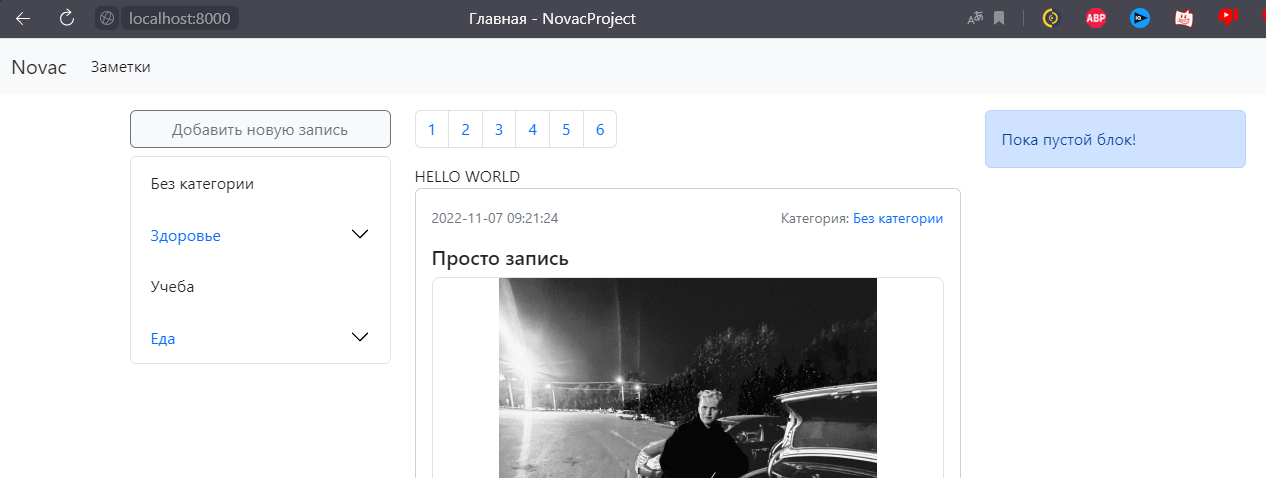 localhost:8000 Главная - NovacProject ABP
Novac Заметки
Добавить новую запись
Без категории
Здоровье
Учеба
Еда
1 2 3 4 5 6
HELLO WORLD
2022-11-07 09:21:24 Категория: Без категории
Просто запись
Пока пустой блок!